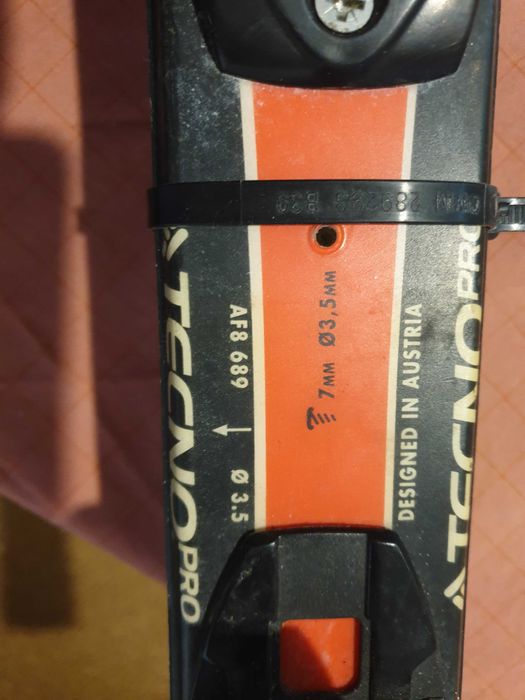 TECNOPRO
AF8 689
Ø 3.5
7MM Ø3,5MM
DESIGNED IN AUSTRIA
TECNOPRO